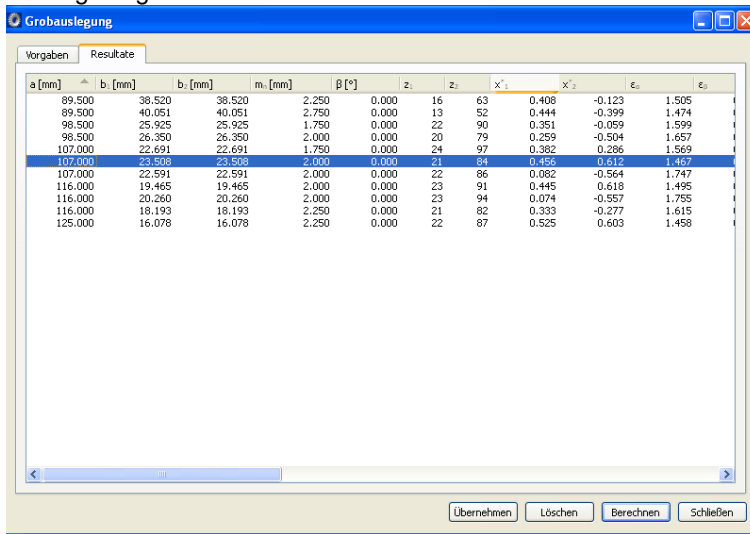 Grobauslegung
Vorgaben Resultate
a [mm] b₁ [mm] b₂ [mm] mₙ [mm] β [°] z₁ z₂ x*₁ x*₂ εₐ
89.500 38.520 38.520 2.250 0.000 16 63 0.408 -0.123 1.505
89.500 40.051 40.051 2.750 0.000 13 52 0.444 -0.399 1.474
98.500 25.925 25.925 1.750 0.000 22 90 0.351 -0.059 1.599
98.500 26.350 26.350 2.000 0.000 20 79 0.259 -0.504 1.657
107.000 22.691 22.691 1.750 0.000 24 97 0.382 0.286 1.569
107.000 23.508 23.508 2.000 0.000 21 84 0.456 0.612 1.467
107.000 22.591 22.591 2.000 0.000 22 86 0.082 -0.564 1.747
116.000 19.465 19.465 2.000 0.000 23 91 0.445 0.618 1.495
116.000 20.260 20.260 2.000 0.000 23 94 0.074 -0.557 1.755
116.000 18.193 18.193 2.250 0.000 21 82 0.333 -0.277 1.615
125.000 16.078 16.078 2.250 0.000 22 87 0.525 0.603 1.458
Übernehmen Löschen Berechnen Schließen